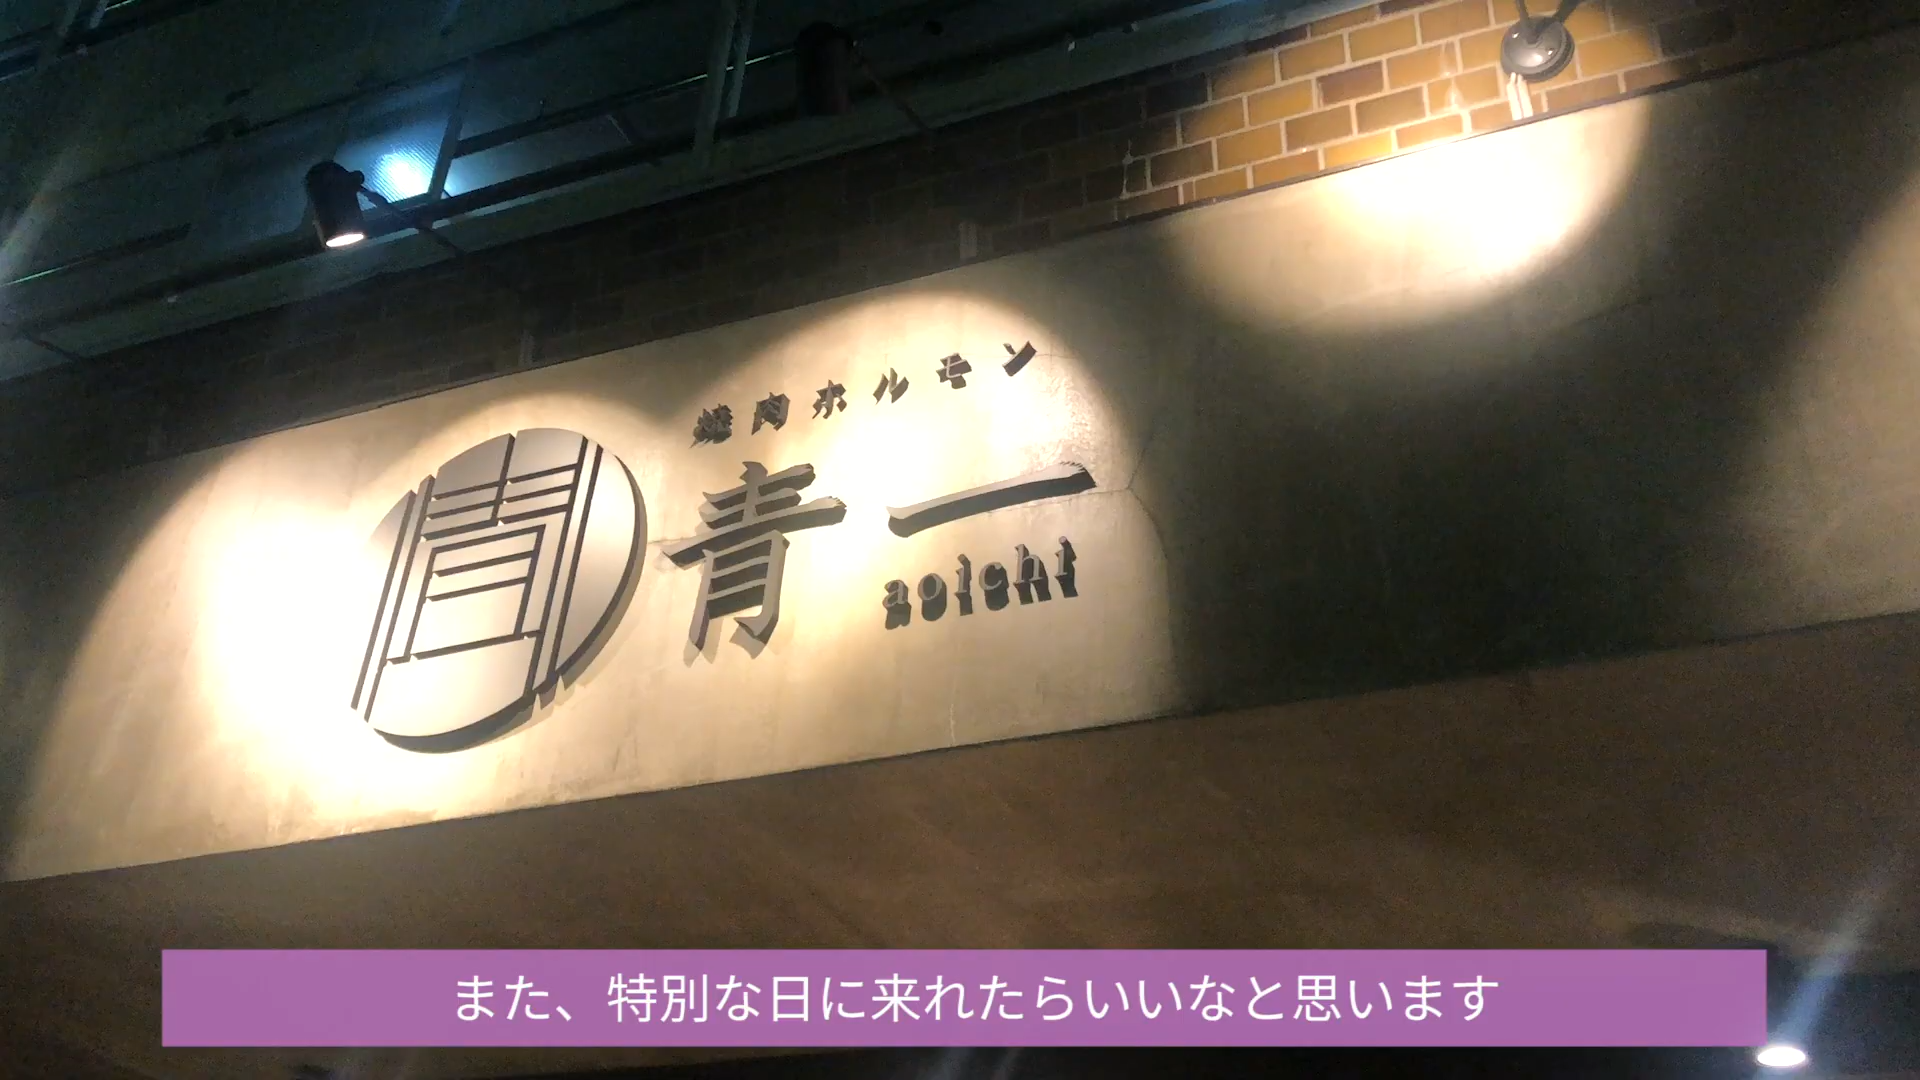 焼肉ホルモン
青一
aoichi
また、特別な日に来れたらいいなと思います